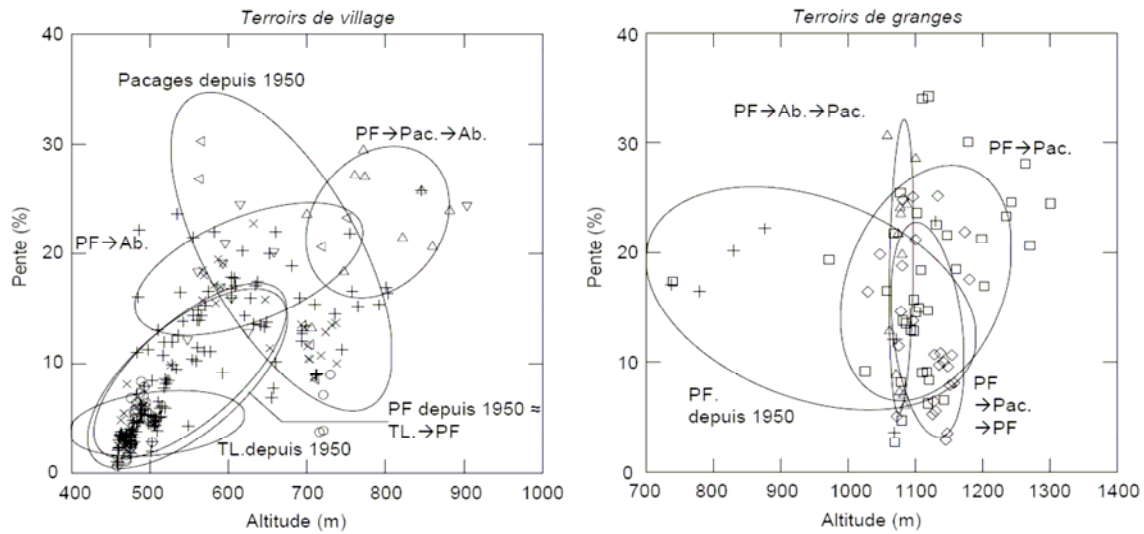 Terroirs de village
40
30
20
10
0
Pente (%)
400 500 600 700 800 900 1000
Altitude (m)
Pacages depuis 1950
PF→Pac.→Ab.
PF→Ab.
PF depuis 1950 ≈
TL.→PF
TL.depuis 1950
Terroirs de granges
40
30
20
10
0
Pente (%)
700 800 900 1000 1100 1200 1300 1400
Altitude (m)
PF→Ab.→Pac.
PF→Pac.
PF.
depuis 1950
PF
→Pac.
→PF